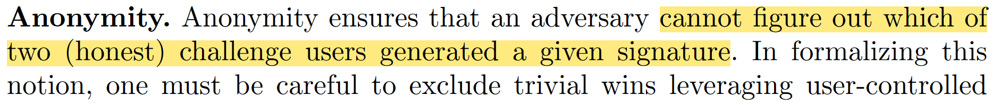 Anonymity. Anonymity ensures that an adversary cannot figure out which of
two (honest) challenge users generated a given signature. In formalizing this
notion, one must be careful to exclude trivial wins leveraging user-controlled